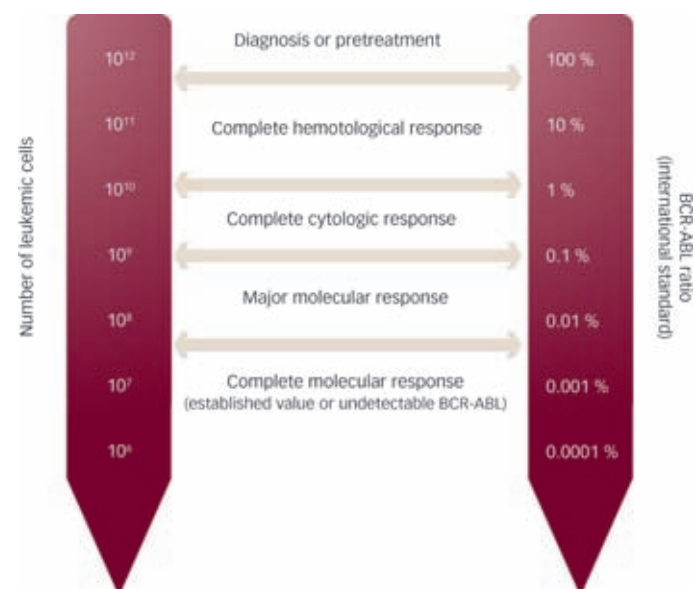 Number of leukemic cells
10¹²
10¹¹
10¹⁰
10⁹
10⁸
10⁷
10⁶
Diagnosis or pretreatment
Complete hemotological response
Complete cytologic response
Major molecular response
Complete molecular response
(established value or undetectable BCR-ABL)
100 %
10 %
1 %
0.1 %
0.01 %
0.001 %
0.0001 %
BCR-ABL ratio
(international standard)